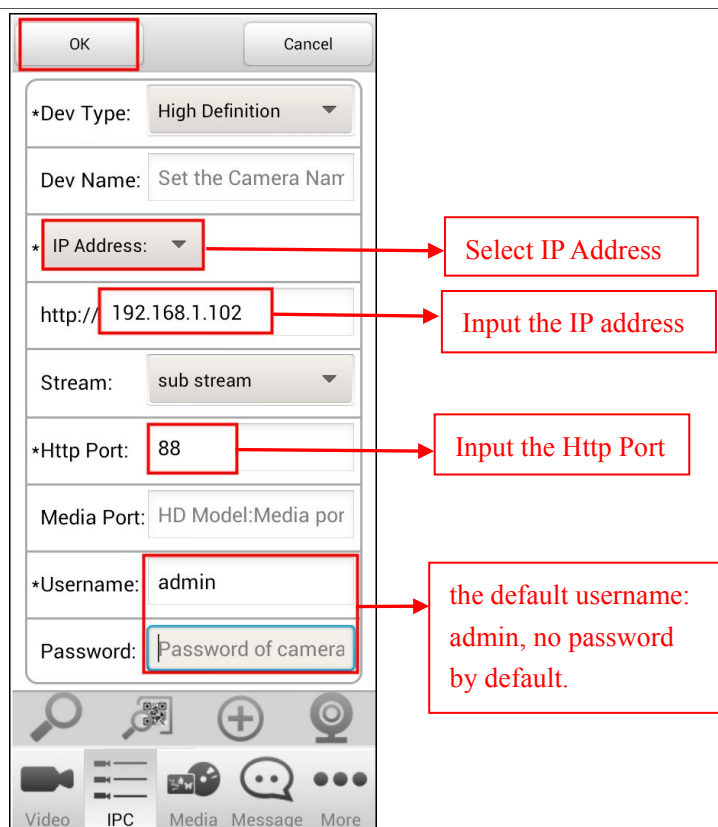 OK Cancel
*Dev Type: High Definition
Dev Name: Set the Camera Nam
* IP Address: Select IP Address
http:// 192.168.1.102 Input the IP address
Stream: sub stream
*Http Port: 88 Input the Http Port
Media Port: HD Model:Media por
*Username: admin
Password: Password of camera
the default username:
admin, no password
by default.
Video IPC Media Message More